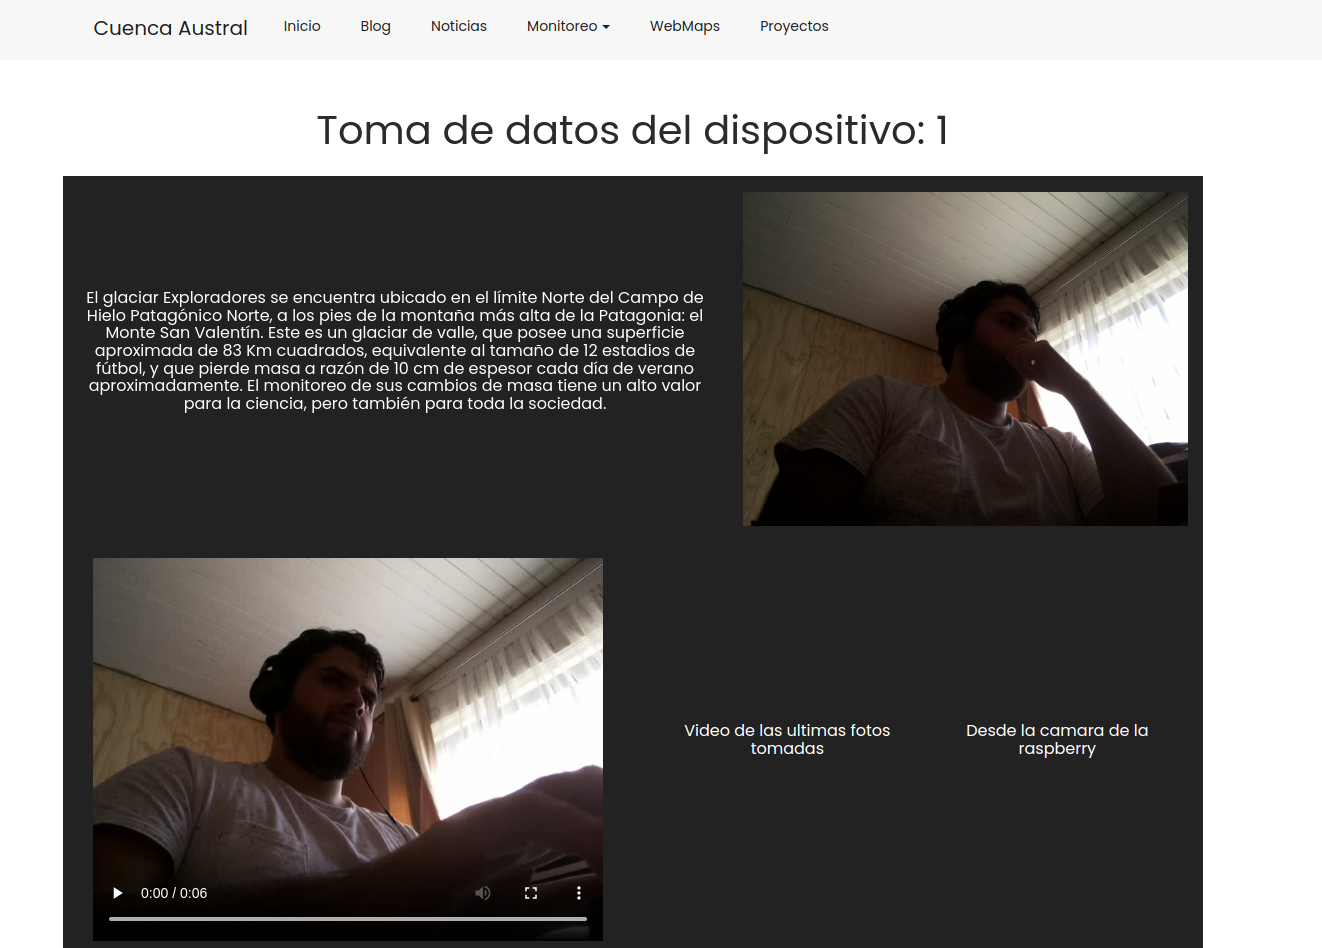 Cuenca Austral Inicio Blog Noticias Monitoreo WebMaps Proyectos
Toma de datos del dispositivo: 1
El glaciar Exploradores se encuentra ubicado en el límite Norte del Campo de
Hielo Patagónico Norte, a los pies de la montaña más alta de la Patagonia: el
Monte San Valentín. Este es un glaciar de valle, que posee una superficie
aproximada de 83 Km cuadrados, equivalente al tamaño de 12 estadios de
fútbol, y que pierde masa a razón de 10 cm de espesor cada día de verano
aproximadamente. El monitoreo de sus cambios de masa tiene un alto valor
para la ciencia, pero también para toda la sociedad.
0:00 / 0:06
Video de las ultimas fotos
tomadas
Desde la camara de la
raspberry